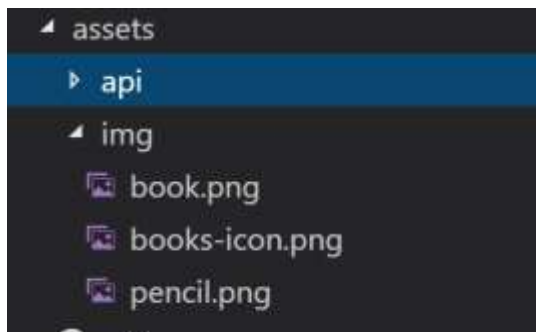 assets
api
img
book.png
books-icon.png
pencil.png